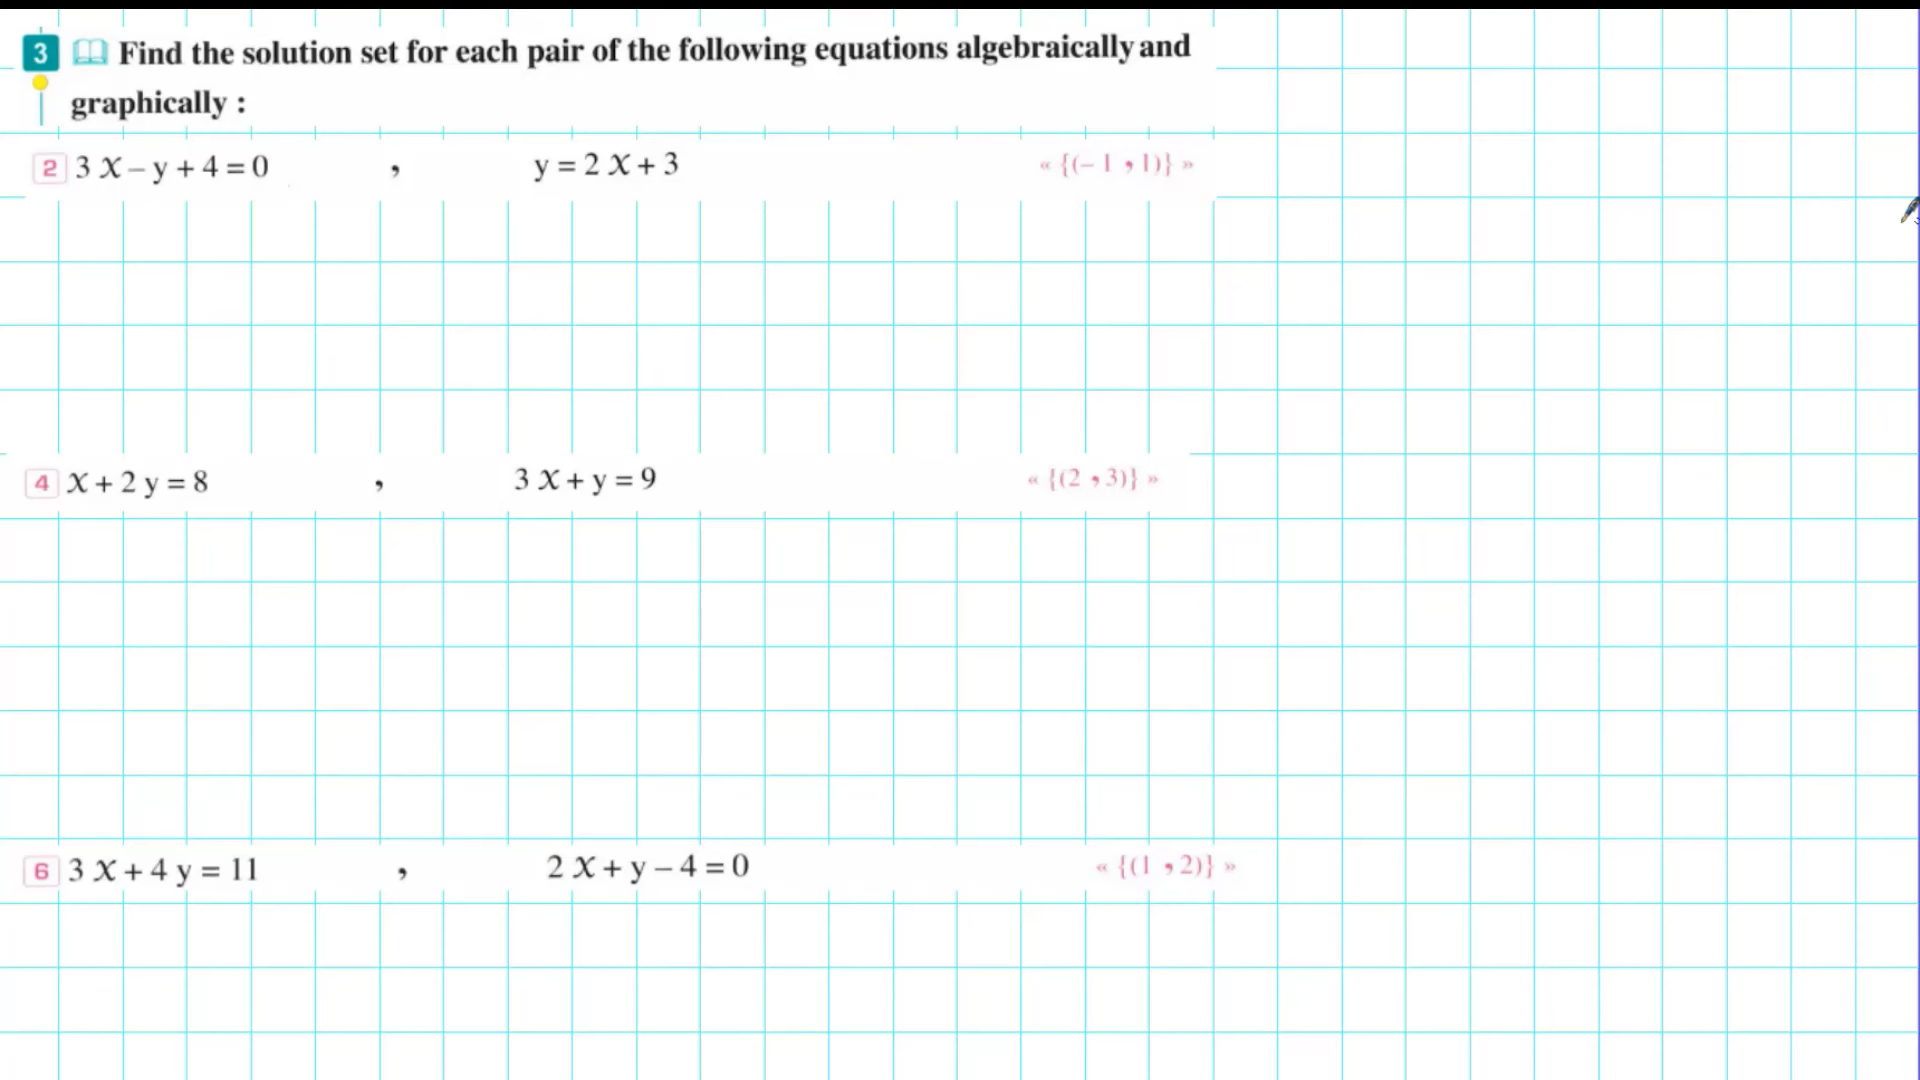 3 Find the solution set for each pair of the following equations algebraically and
graphically :
2 3 X – y + 4 = 0 , y = 2 X + 3 « {(– 1 , 1)} »
4 X + 2 y = 8 , 3 X + y = 9 « {(2 , 3)} »
6 3 X + 4 y = 11 , 2 X + y – 4 = 0 « {(1 , 2)} »